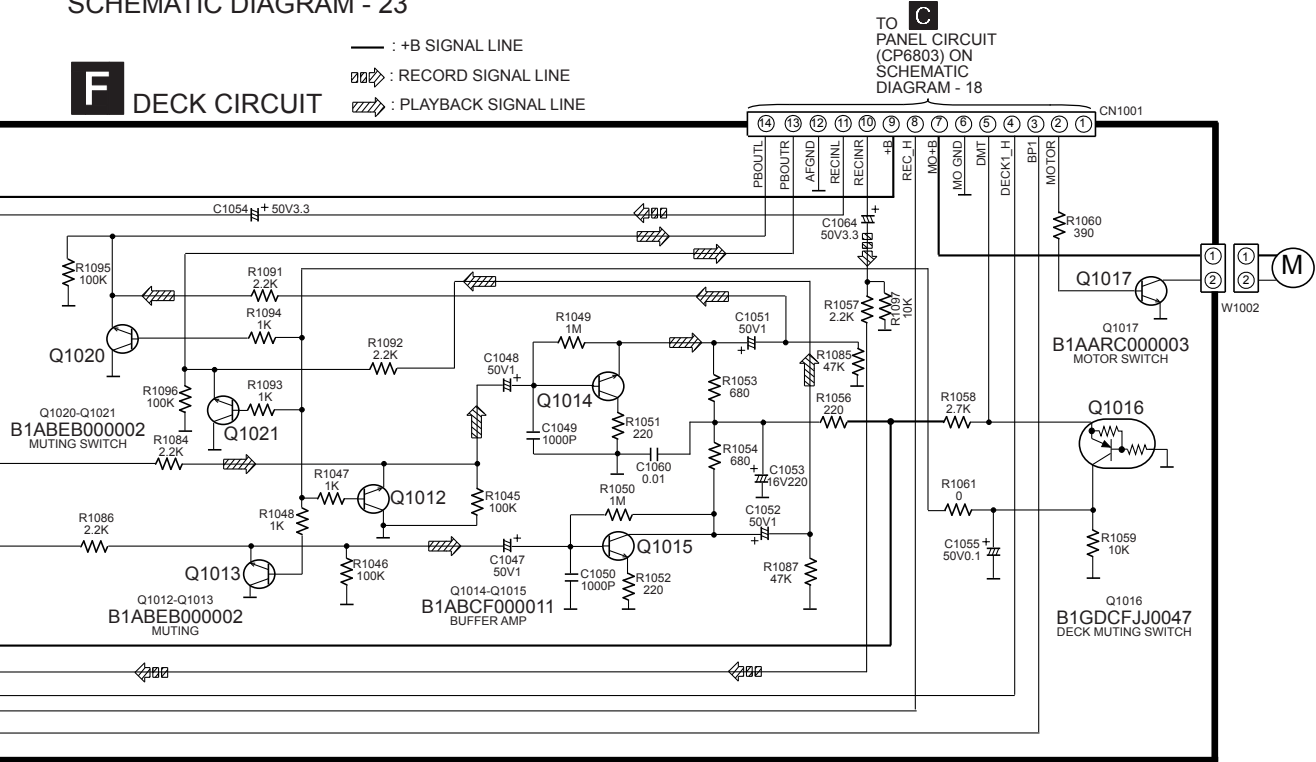 SCHEMATIC DIAGRAM - 23
: +B SIGNAL LINE
: RECORD SIGNAL LINE
: PLAYBACK SIGNAL LINE
F DECK CIRCUIT
TO C
PANEL CIRCUIT
(CP6803) ON
SCHEMATIC
DIAGRAM - 18
CN1001
14 13 12 11 10 9 8 7 6 5 4 3 2 1
PBOUTL
PBOUTR
AFGND
RECINL
RECINR
+B
REC_H
MO+B
MO GND
DMT
DECK1_H
BP1
MOTOR
C1054 + 50V3.3
C1064
50V3.3
+
R1060
390
1
2
1
2
M
W1002
R1095
100K
R1091
2.2K
R1094
1K
Q1020
R1092
2.2K
R1096
100K
R1093
1K
Q1021
Q1020-Q1021
B1ABEB000002
MUTING SWITCH
R1084
2.2K
R1049
1M
C1048
50V1
+
Q1014
C1049
1000P
R1051
220
C1060
0.01
C1051
50V1
+
R1053
680
R1054
680
R1057
2.2K
R1097
10K
R1085
47K
R1056
220
R1058
2.7K
Q1017
Q1017
B1AARC000003
MOTOR SWITCH
Q1016
R1047
1K
Q1012
R1048
1K
R1045
100K
R1050
1M
+
C1053
16V220
C1052
50V1
+
R1061
0
C1055
50V0.1
+
R1059
10K
R1086
2.2K
Q1013
R1046
100K
+
C1047
50V1
Q1015
C1050
1000P
R1052
220
R1087
47K
Q1012-Q1013
B1ABEB000002
MUTING
Q1014-Q1015
B1ABCF000011
BUFFER AMP
Q1016
B1GDCFJJ0047
DECK MUTING SWITCH